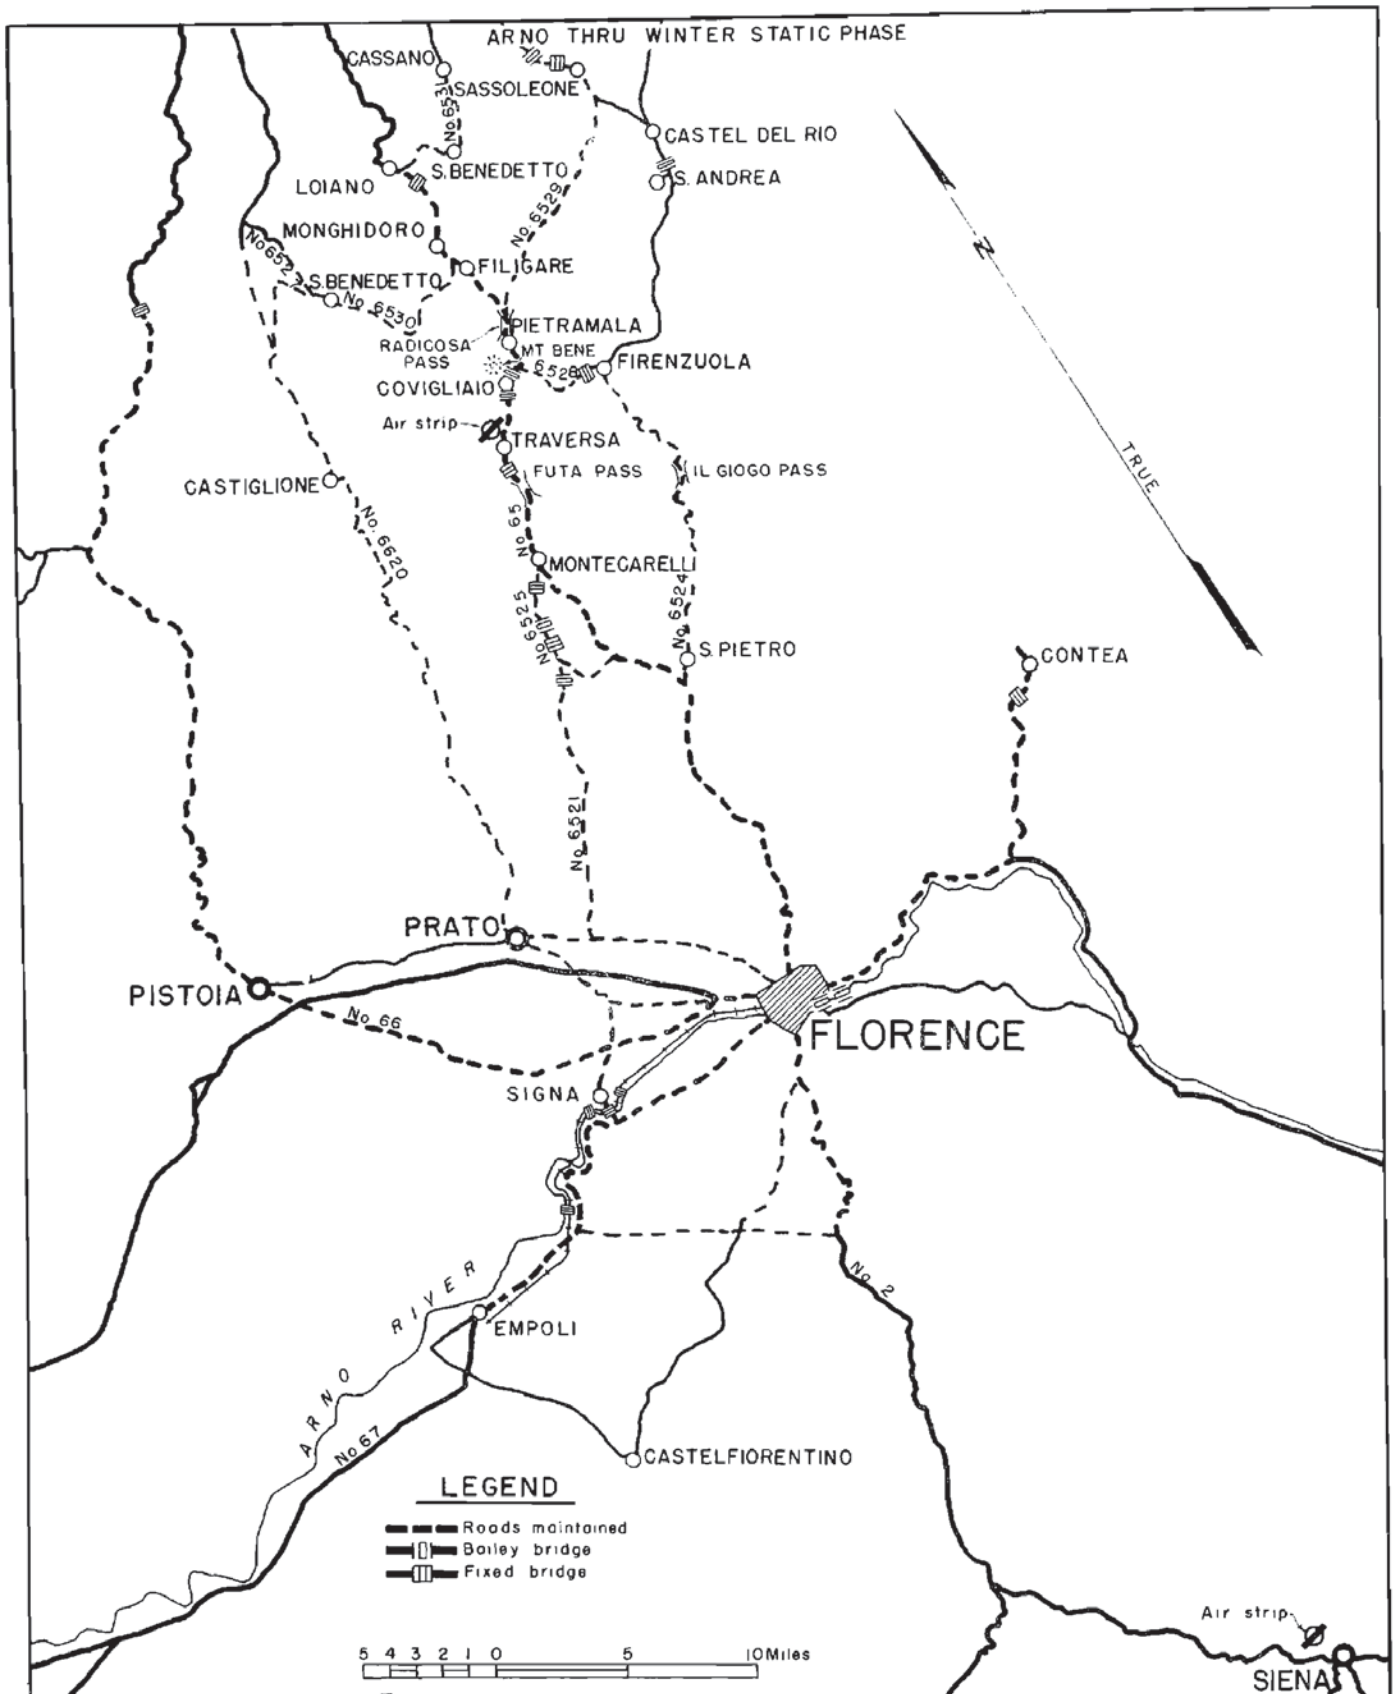 ARNO THRU WINTER STATIC PHASE
CASSANO
SASSOLEONE
No 6531
CASTEL DEL RIO
S. BENEDETTO
LOIANO
S. ANDREA
No 6529
MONGHIDORO
No 652
FILIGARE
S. BENEDETTO
No 6530
PIETRAMALA
RADICOSA
PASS
MT BENE
6528
FIRENZUOLA
COVIGLIAIO
Air strip
TRAVERSA
FUTA PASS
IL GIOGO PASS
TRUE
N
CASTIGLIONE
No. 6620
No 65
MONTECARELLI
No 6525
No 6524
S. PIETRO
CONTEA
No 6521
PRATO
PISTOIA
No 66
FLORENCE
SIGNA
No 2
ARNO RIVER
EMPOLI
No 67
CASTELFIORENTINO
LEGEND
Roads maintained
Bailey bridge
Fixed bridge
Air strip
SIENA
5 4 3 2 1 0 5 10 Miles